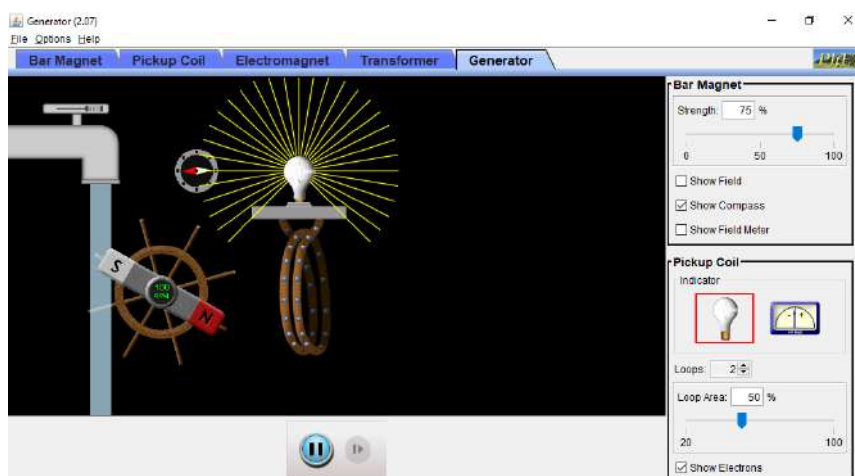 Generator (2.07)
File Options Help
Bar Magnet Pickup Coil Electromagnet Transformer Generator
Bar Magnet
Strength: 75 %
0 50 100
Show Field
Show Compass
Show Field Meter
S
100
RPM
N
Pickup Coil
Indicator
Loops: 2
Loop Area: 50 %
20 100
Show Electrons